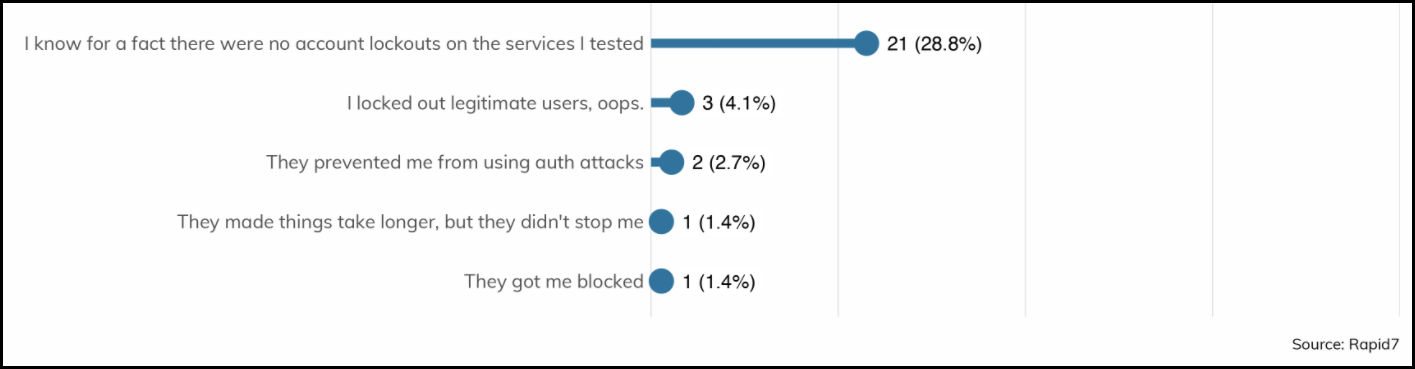 I know for a fact there were no account lockouts on the services I tested 21 (28.8%)
I locked out legitimate users, oops. 3 (4.1%)
They prevented me from using auth attacks 2 (2.7%)
They made things take longer, but they didn't stop me 1 (1.4%)
They got me blocked 1 (1.4%)
Source: Rapid7